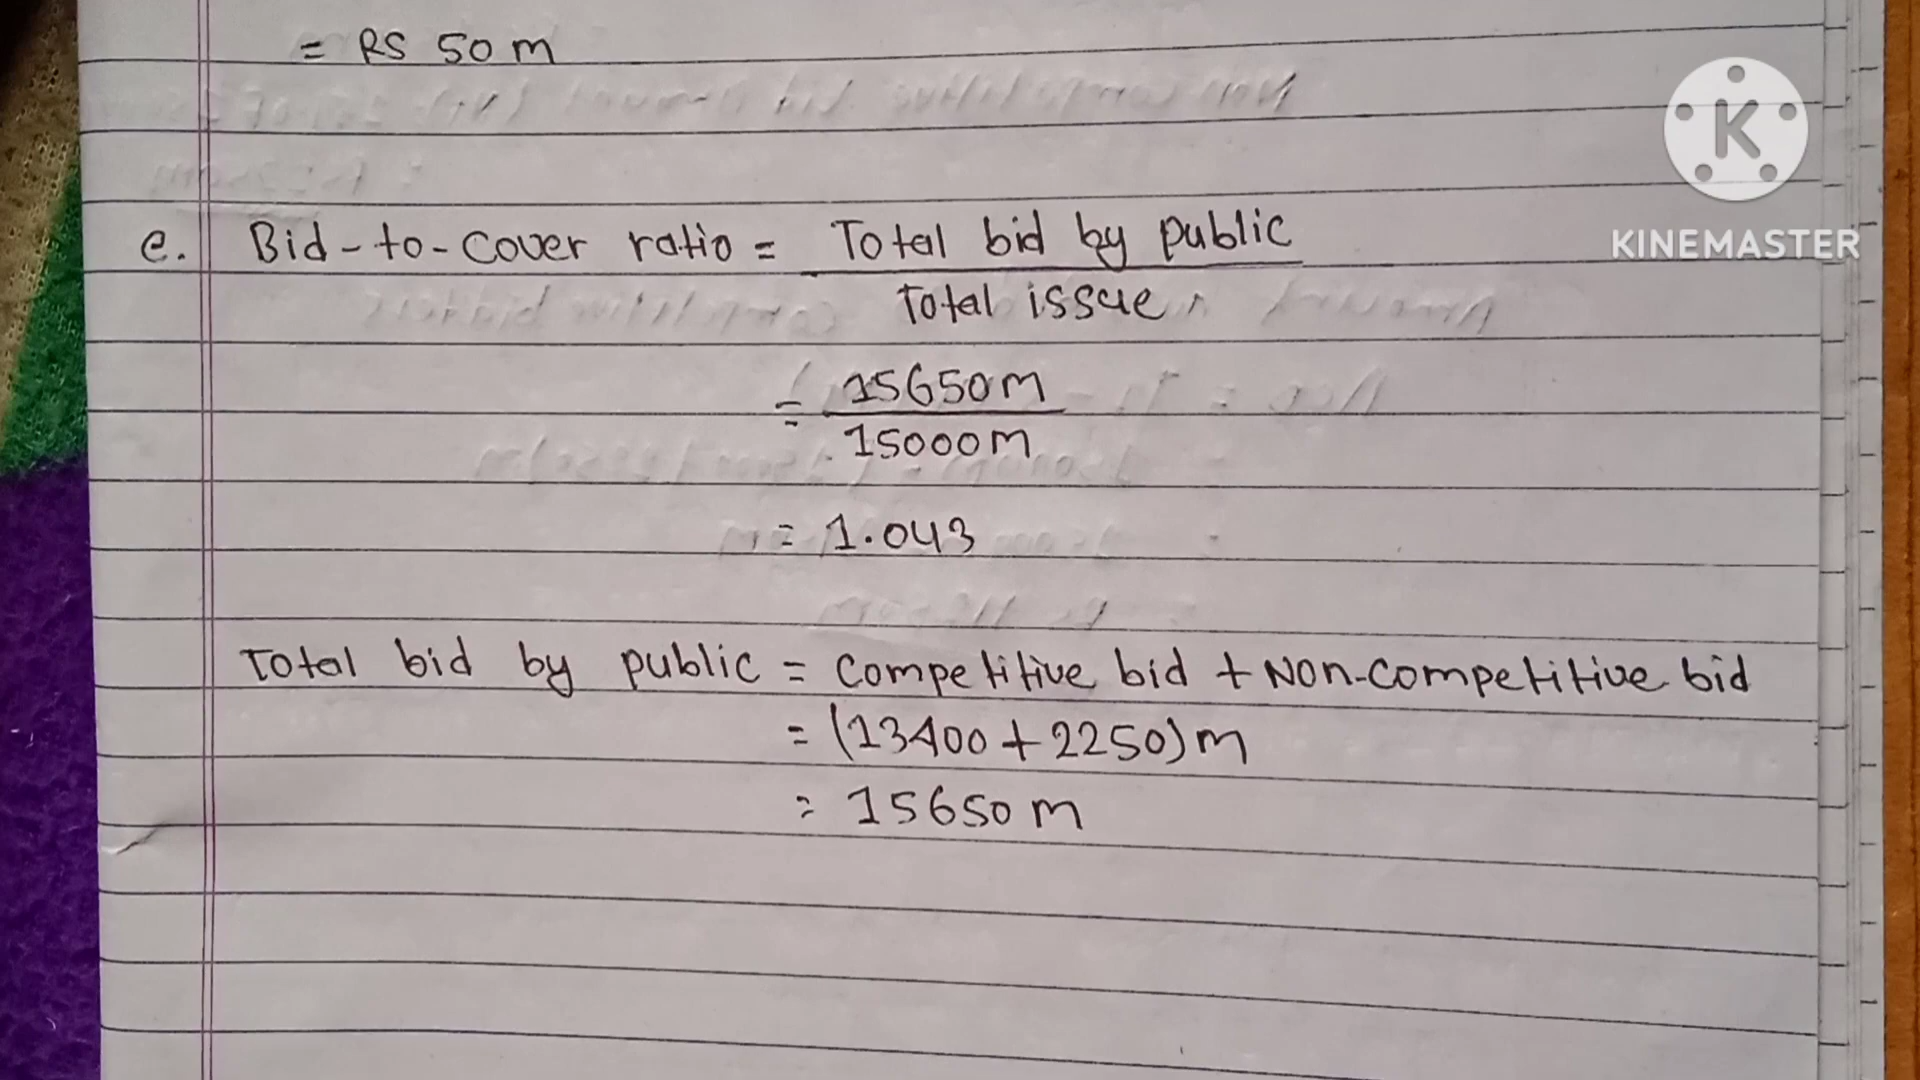 = RS 50 m
K
KINEMASTER
e. Bid-to-cover ratio = Total bid by public
Total issue
= 15650m
15000m
= 1.043
Total bid by public = competitive bid + Non-competitive bid
= (13400 + 2250) m
= 15650 m